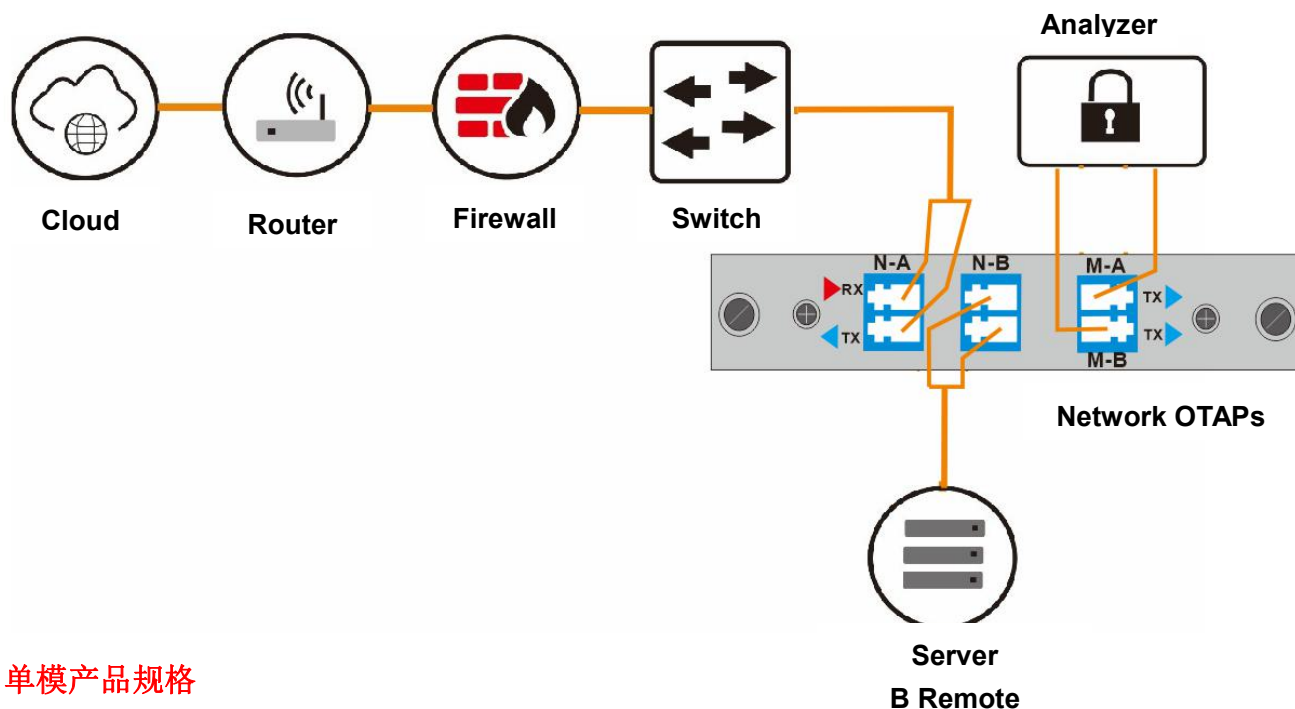 Analyzer
Cloud
Router
Firewall
Switch
N-A
N-B
M-A
RX
TX
TX
TX
M-B
Network OTAPs
Server
B Remote
单模产品规格